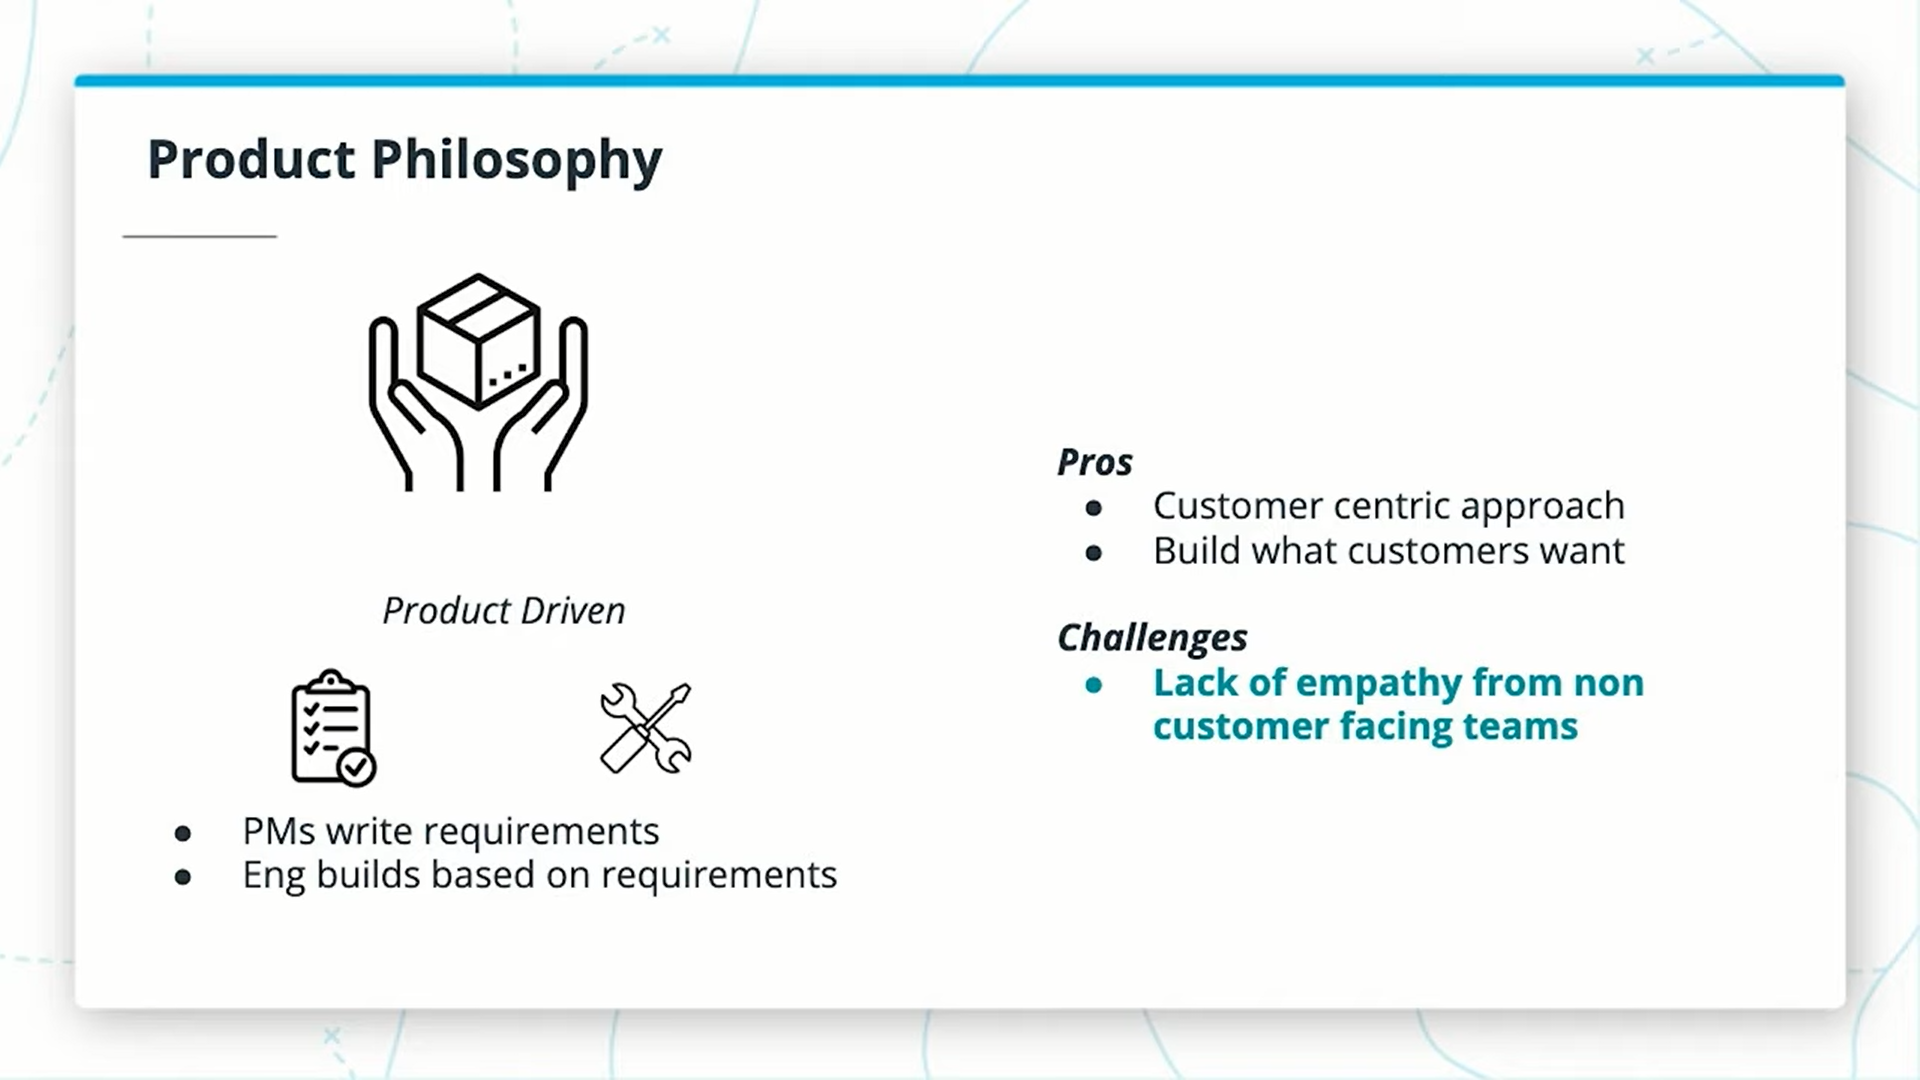 Product Philosophy
Product Driven
● PMs write requirements
● Eng builds based on requirements
Pros
● Customer centric approach
● Build what customers want
Challenges
● Lack of empathy from non
customer facing teams